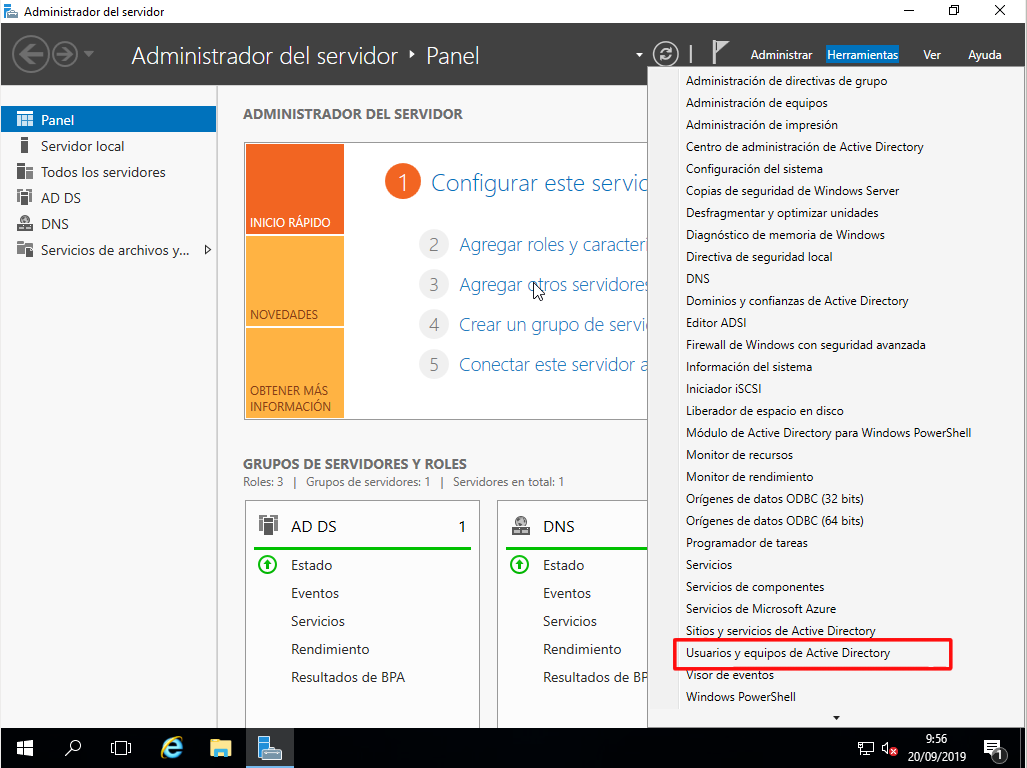 Administrador del servidor
Administrador del servidor ‣ Panel
Administrar
Herramientas
Ver
Ayuda
Panel
Servidor local
Todos los servidores
AD DS
DNS
Servicios de archivos y...
ADMINISTRADOR DEL SERVIDOR
INICIO RÁPIDO
NOVEDADES
OBTENER MÁS
INFORMACIÓN
1 Configurar este servic
2 Agregar roles y caracterí
3 Agregar otros servidores
4 Crear un grupo de servi
5 Conectar este servidor a
GRUPOS DE SERVIDORES Y ROLES
Roles: 3 | Grupos de servidores: 1 | Servidores en total: 1
AD DS 1
Estado
Eventos
Servicios
Rendimiento
Resultados de BPA
DNS
Estado
Eventos
Servicios
Rendimiento
Resultados de BP
Administración de directivas de grupo
Administración de equipos
Administración de impresión
Centro de administración de Active Directory
Configuración del sistema
Copias de seguridad de Windows Server
Desfragmentar y optimizar unidades
Diagnóstico de memoria de Windows
Directiva de seguridad local
DNS
Dominios y confianzas de Active Directory
Editor ADSI
Firewall de Windows con seguridad avanzada
Información del sistema
Iniciador iSCSI
Liberador de espacio en disco
Módulo de Active Directory para Windows PowerShell
Monitor de recursos
Monitor de rendimiento
Orígenes de datos ODBC (32 bits)
Orígenes de datos ODBC (64 bits)
Programador de tareas
Servicios
Servicios de componentes
Servicios de Microsoft Azure
Sitios y servicios de Active Directory
Usuarios y equipos de Active Directory
Visor de eventos
Windows PowerShell
9:56
20/09/2019
1